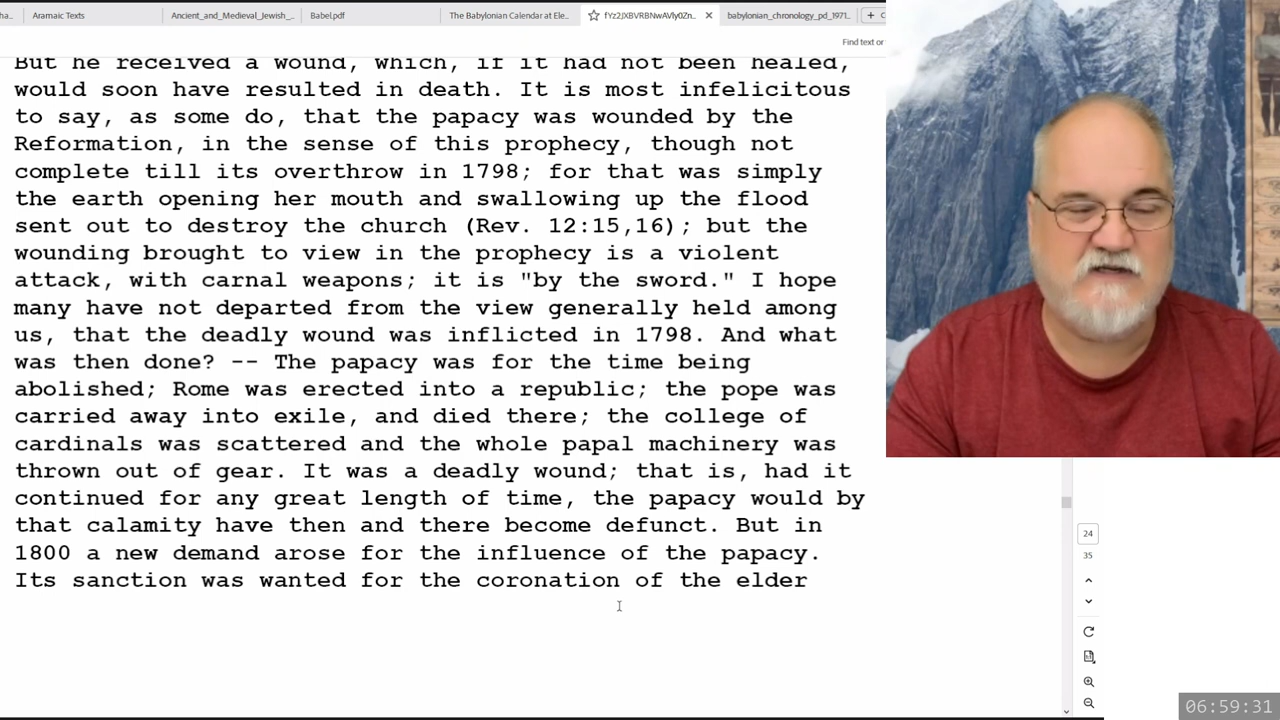 Aramaic Texts
Ancient_and_Medieval_Jewish_...
Babel.pdf
The Babylonian Calendar at Ele...
fYz2JXBVRBNwAVly0Zn...
babylonian_chronology_pd_1971...
Find text or
But he received a wound, which, if it had not been healed,
would soon have resulted in death. It is most infelicitous
to say, as some do, that the papacy was wounded by the
Reformation, in the sense of this prophecy, though not
complete till its overthrow in 1798; for that was simply
the earth opening her mouth and swallowing up the flood
sent out to destroy the church (Rev. 12:15,16); but the
wounding brought to view in the prophecy is a violent
attack, with carnal weapons; it is "by the sword." I hope
many have not departed from the view generally held among
us, that the deadly wound was inflicted in 1798. And what
was then done? -- The papacy was for the time being
abolished; Rome was erected into a republic; the pope was
carried away into exile, and died there; the college of
cardinals was scattered and the whole papal machinery was
thrown out of gear. It was a deadly wound; that is, had it
continued for any great length of time, the papacy would by
that calamity have then and there become defunct. But in
1800 a new demand arose for the influence of the papacy.
Its sanction was wanted for the coronation of the elder
24
35
06:59:31